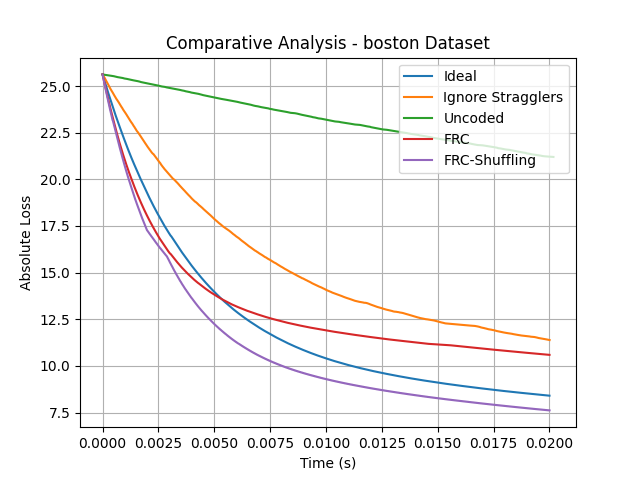 Comparative Analysis - boston Dataset
Absolute Loss
25.0
22.5
20.0
17.5
15.0
12.5
10.0
7.5
Ideal
Ignore Stragglers
Uncoded
FRC
FRC-Shuffling
0.0000 0.0025 0.0050 0.0075 0.0100 0.0125 0.0150 0.0175 0.0200
Time (s)